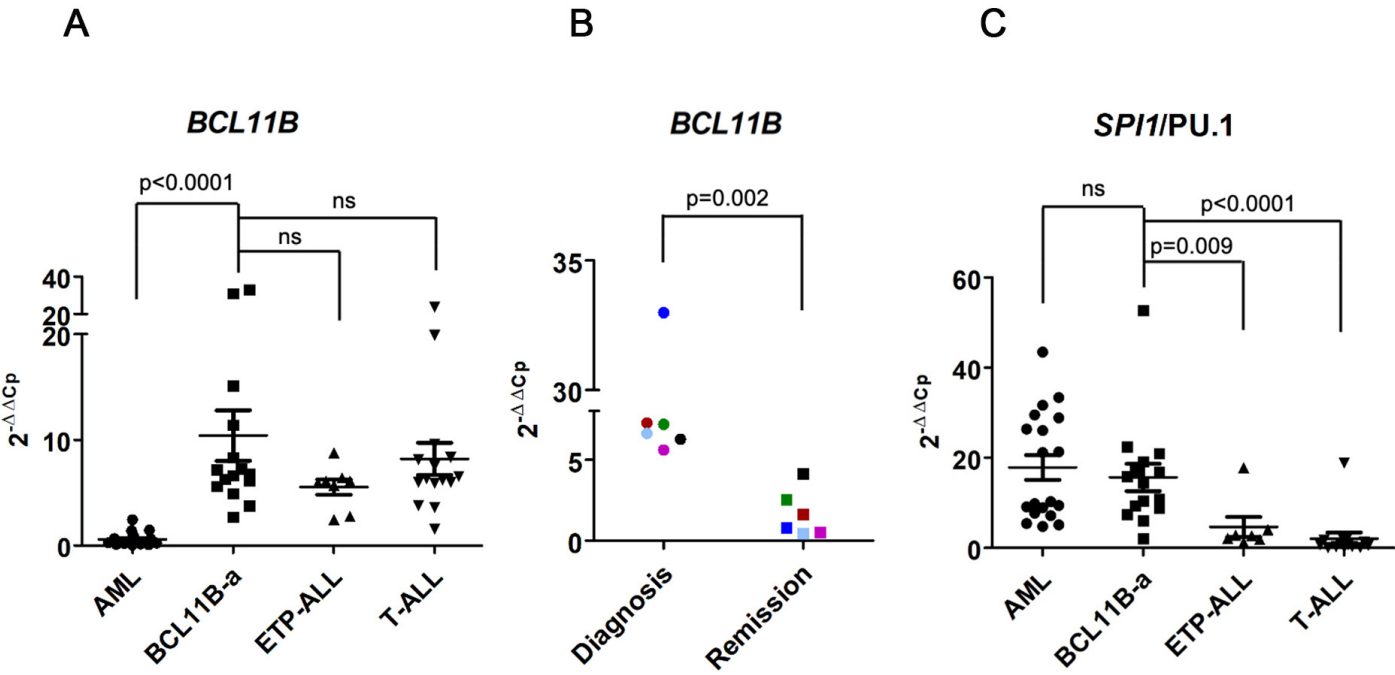 A
BCL11B
p<0.0001
ns
ns
40
20
20
10
0
2^-ΔΔCp
AML
BCL11B-a
ETP-ALL
T-ALL
B
BCL11B
p=0.002
35
30
5
0
2^-ΔΔCp
Diagnosis
Remission
C
SPI1/PU.1
ns
p<0.0001
p=0.009
60
40
20
0
2^-ΔΔCp
AML
BCL11B-a
ETP-ALL
T-ALL